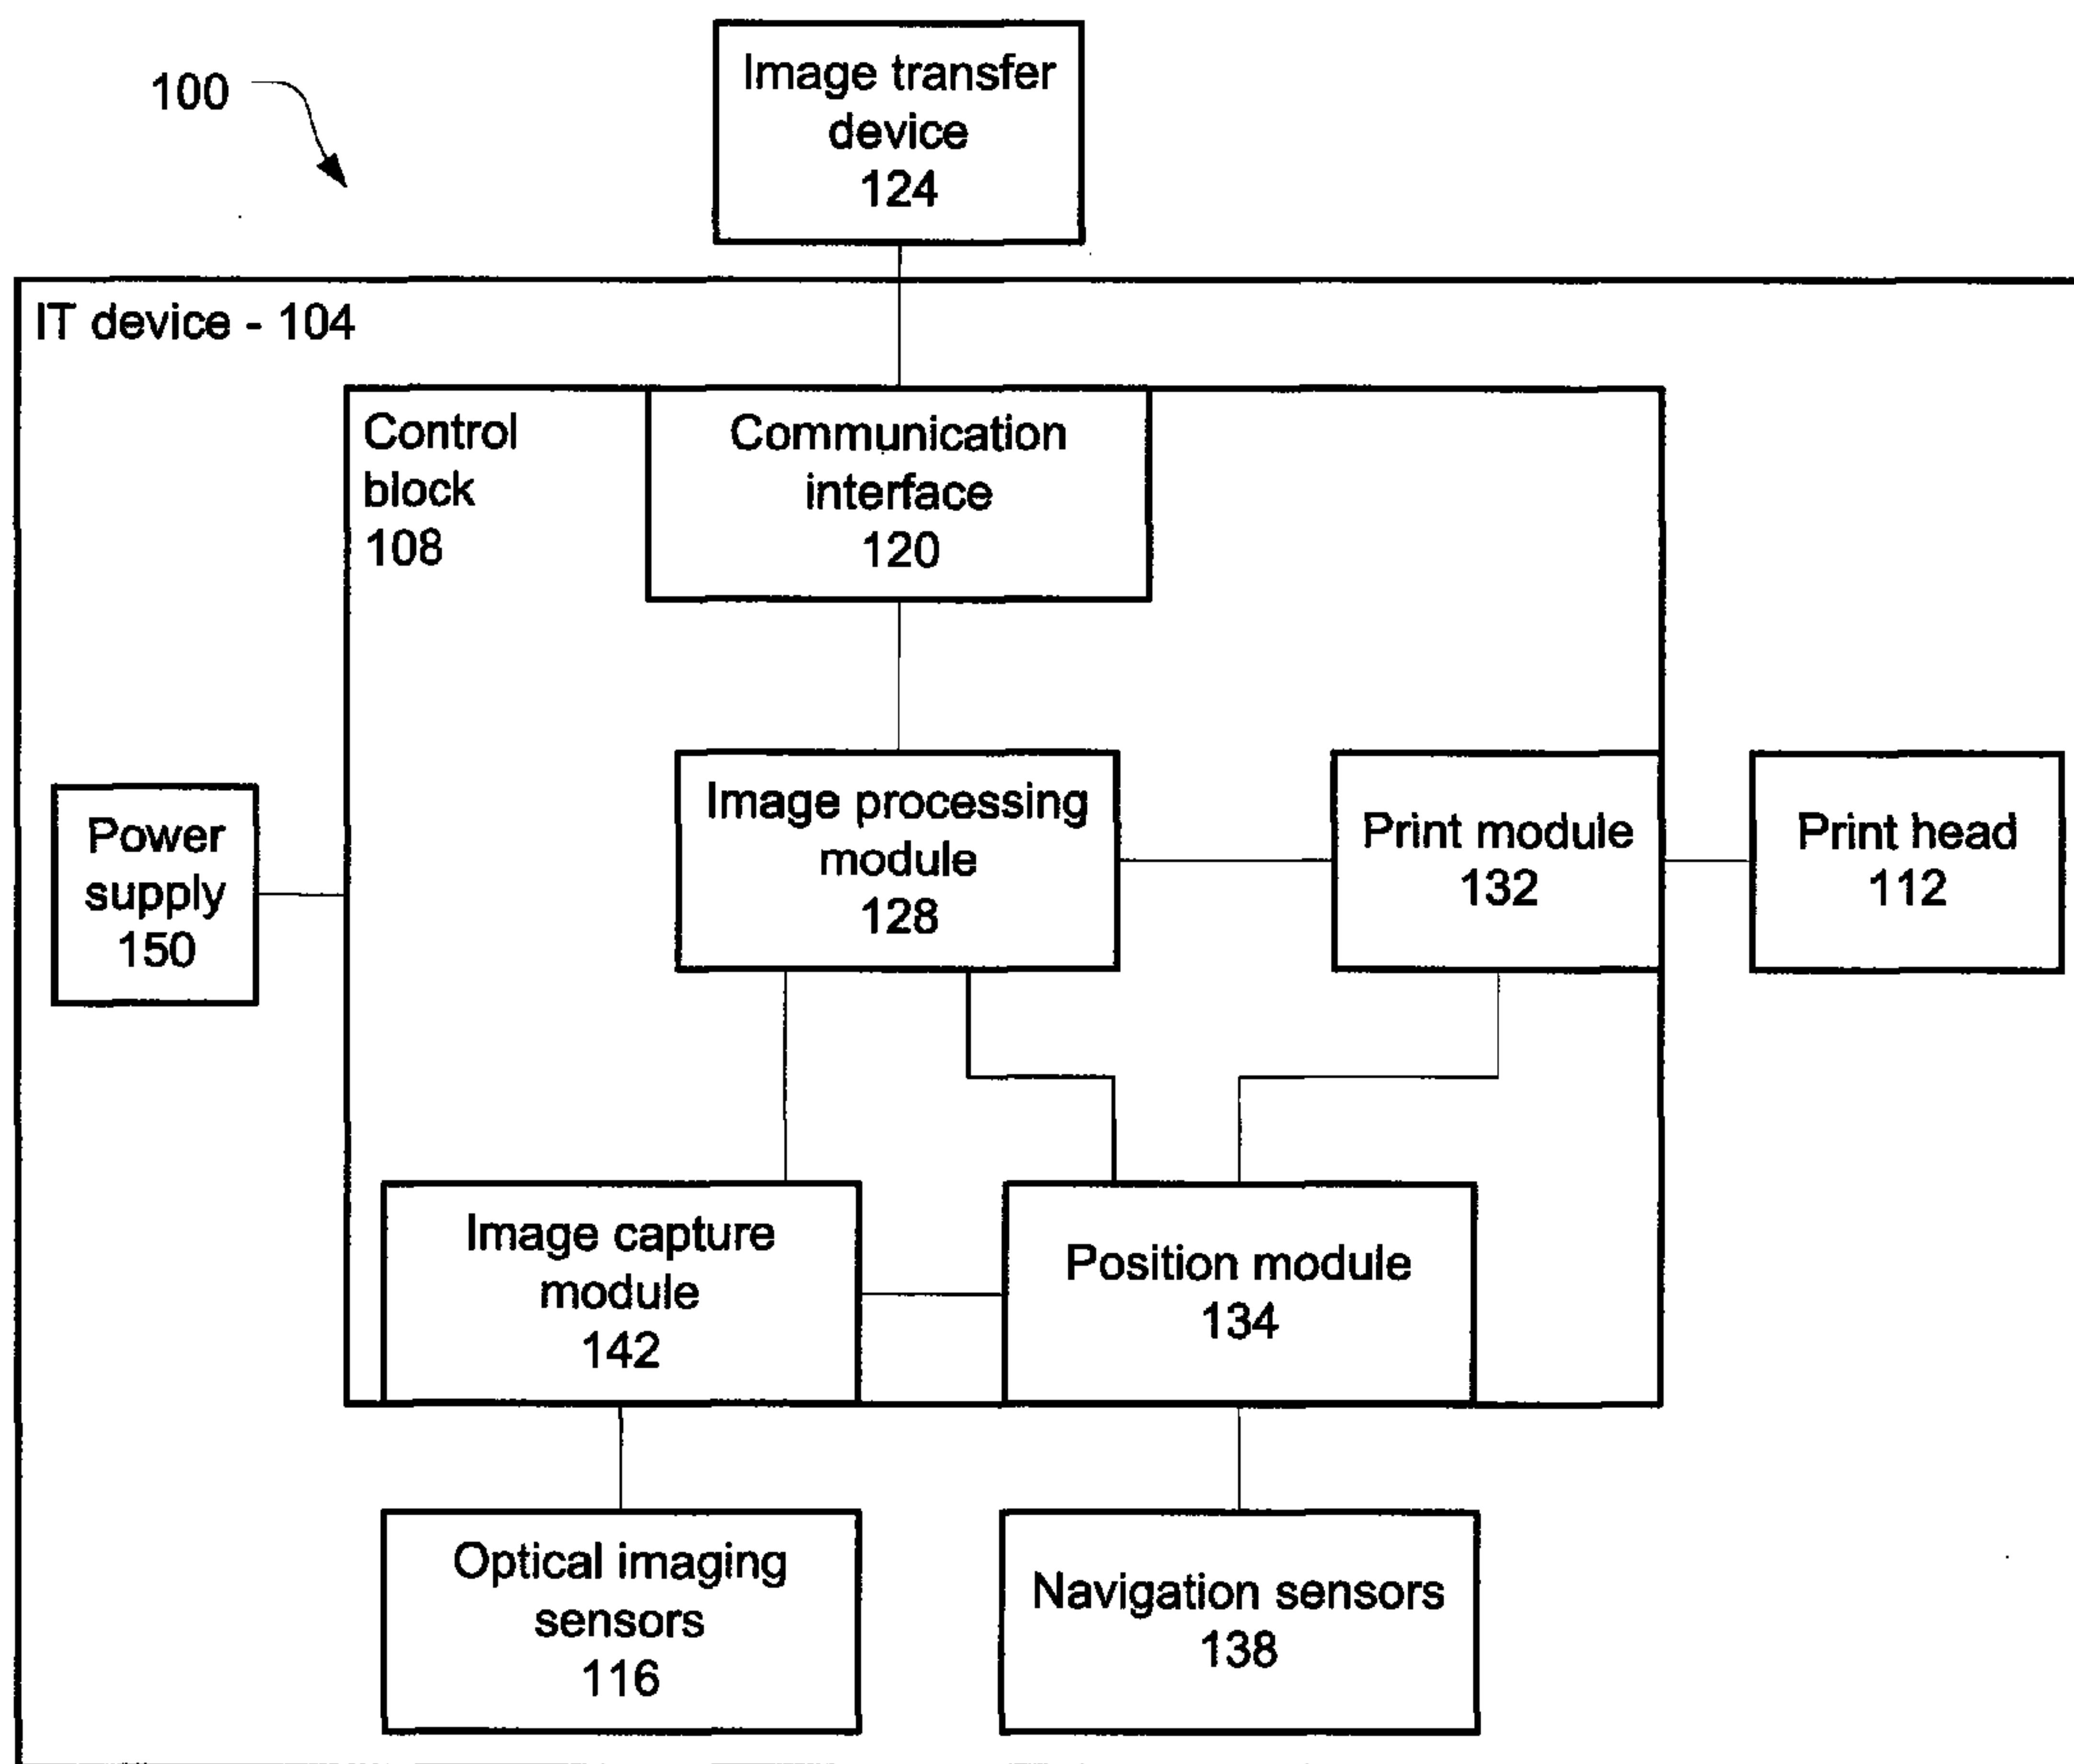 100
Image transfer
device
124
IT device - 104
Control
block
108
Communication
interface
120
Power
supply
150
Image processing
module
128
Print module
132
Print head
112
Image capture
module
142
Position module
134
Optical imaging
sensors
116
Navigation sensors
138